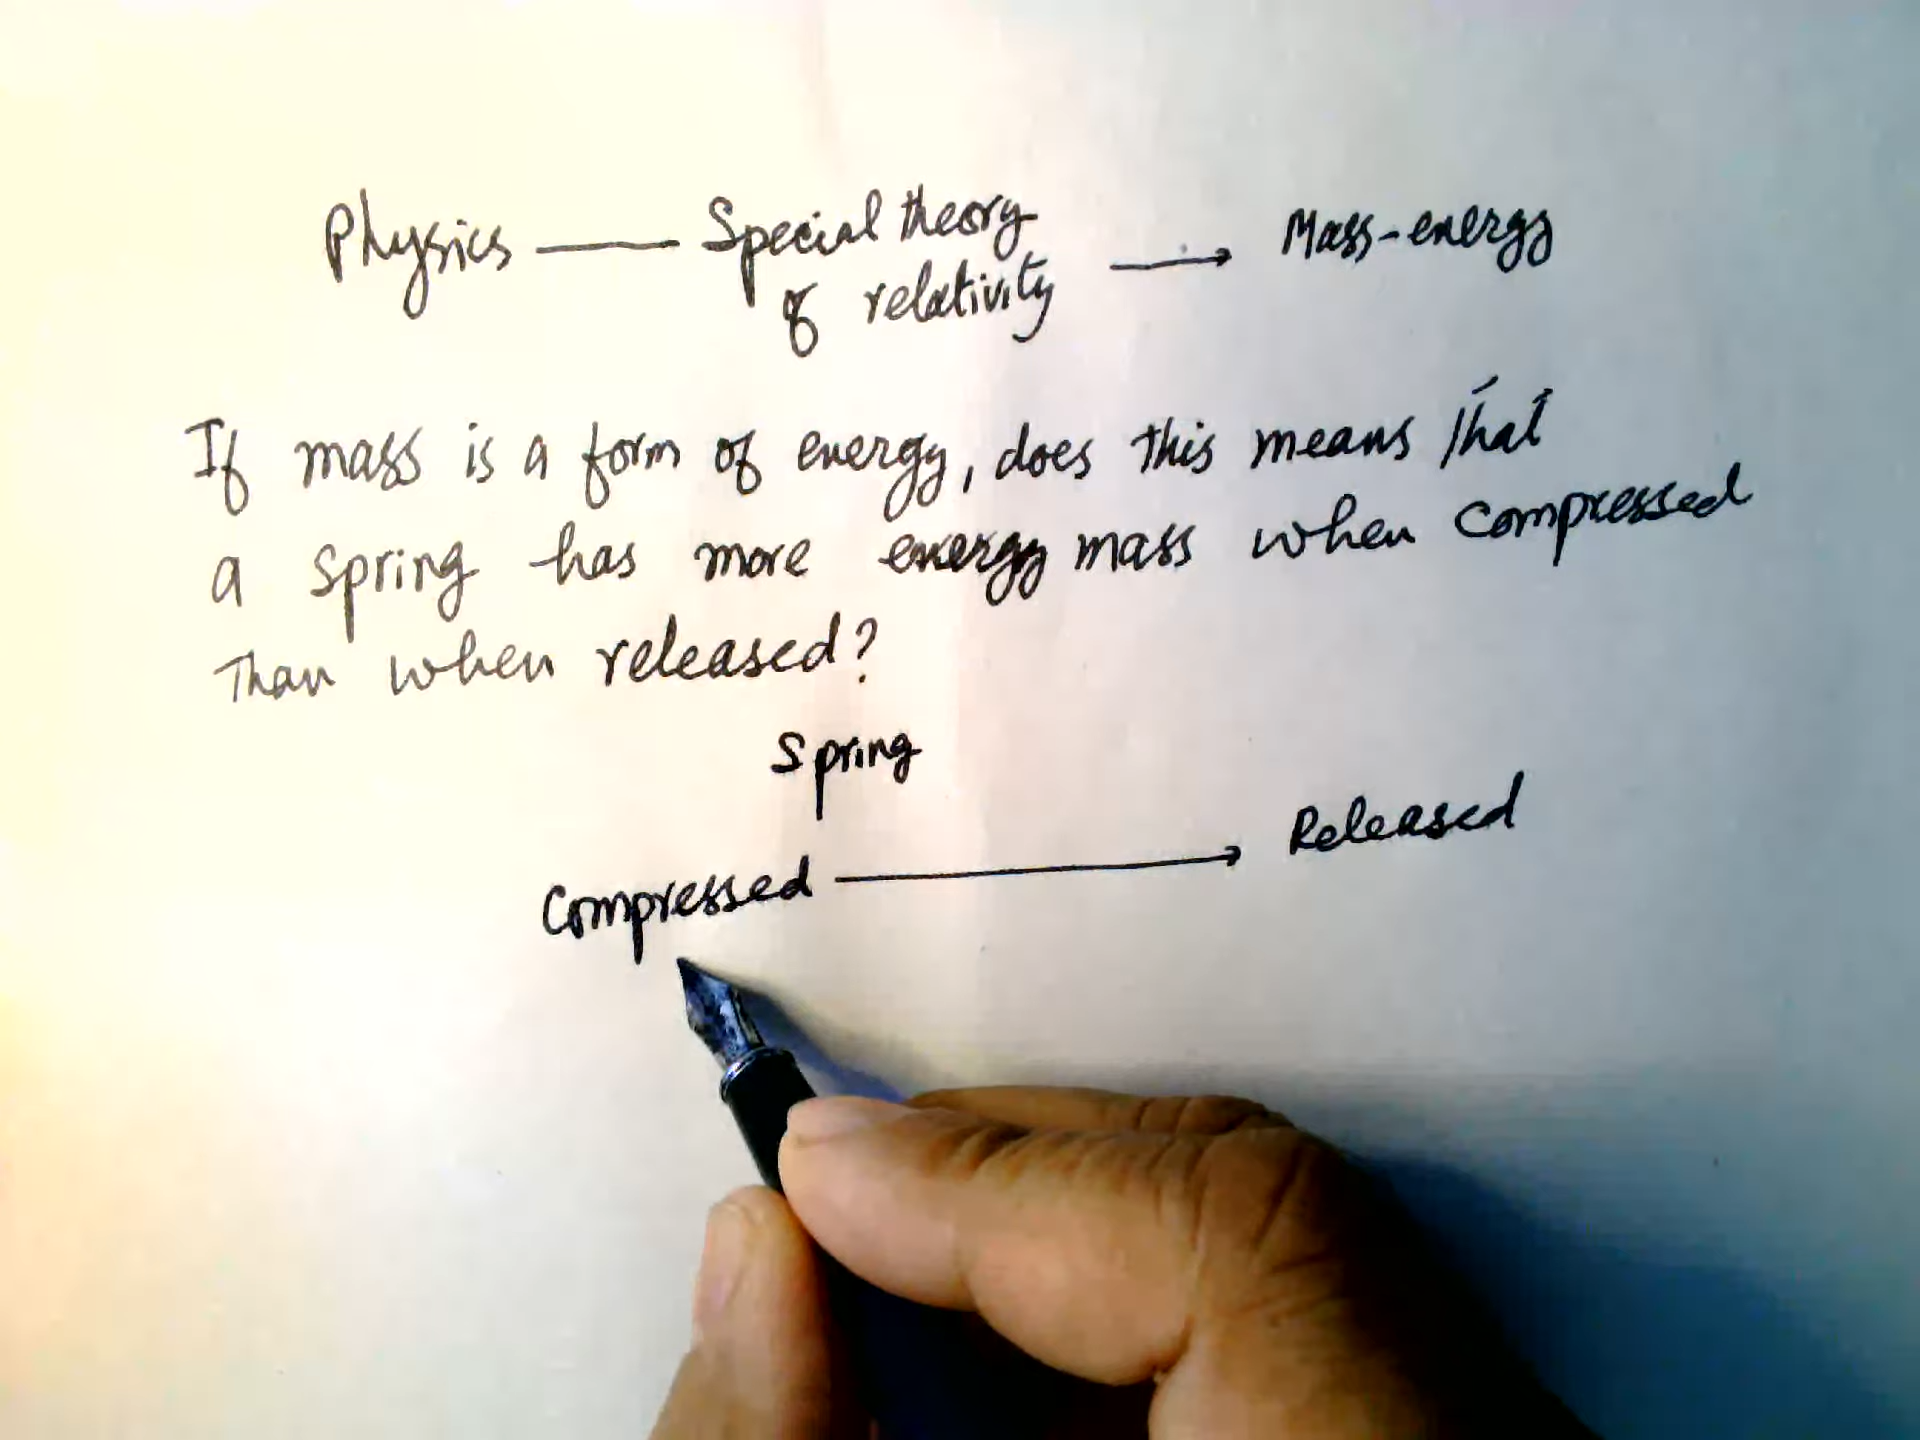 Physics — Special theory → Mass-energy
of relativity
If mass is a form of energy, does this means that
a spring has more energy mass when compressed
than when released?
Spring
Compressed → Released